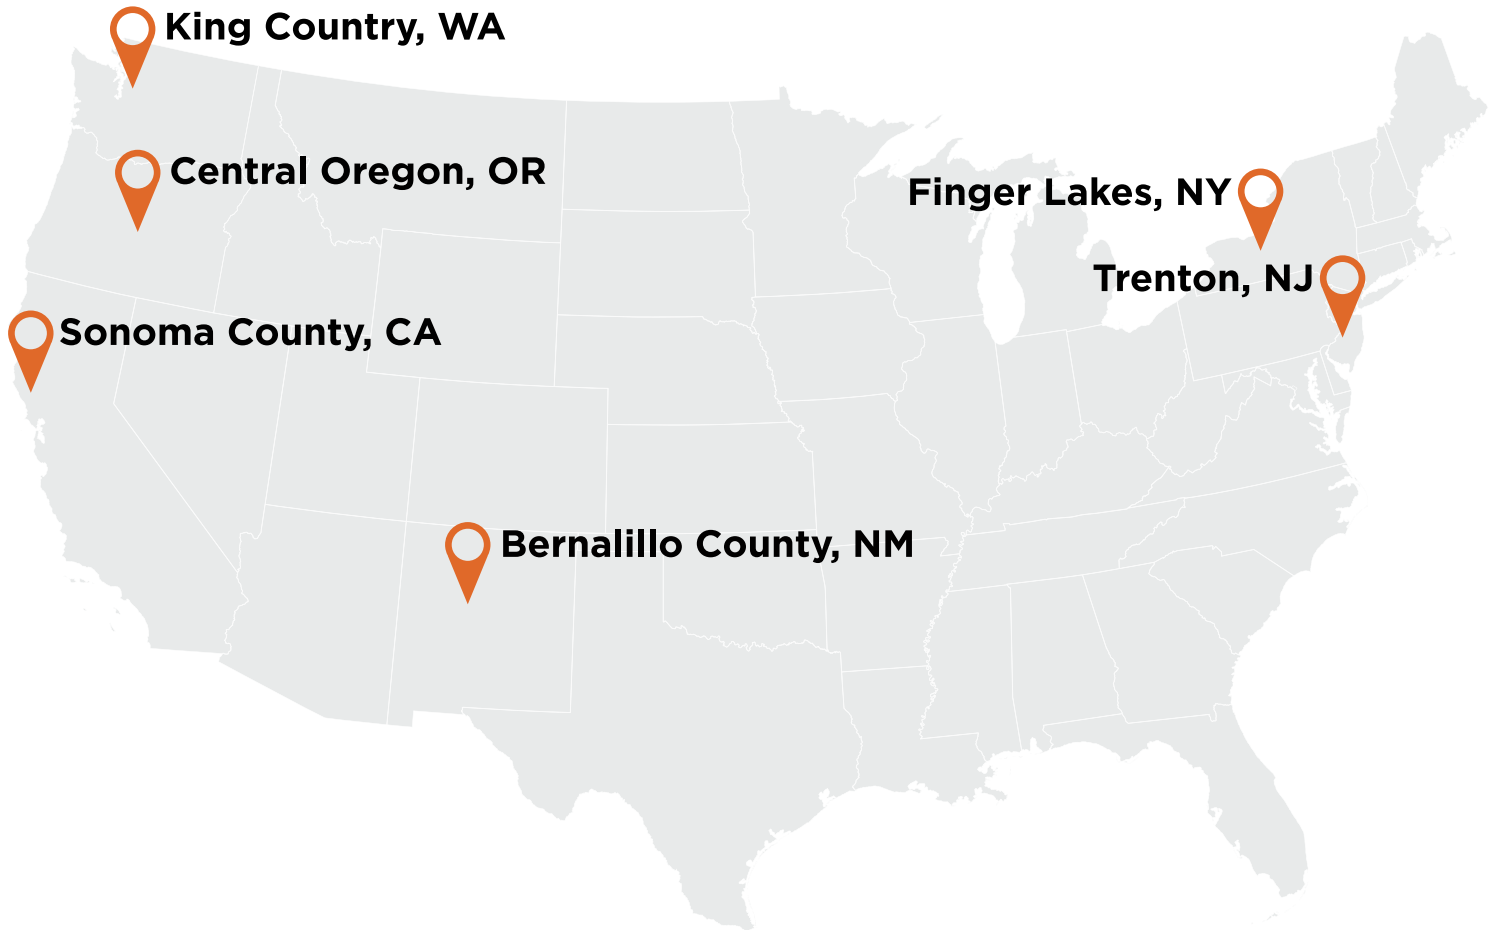 King Country, WA
Central Oregon, OR
Finger Lakes, NY
Trenton, NJ
Sonoma County, CA
Bernalillo County, NM